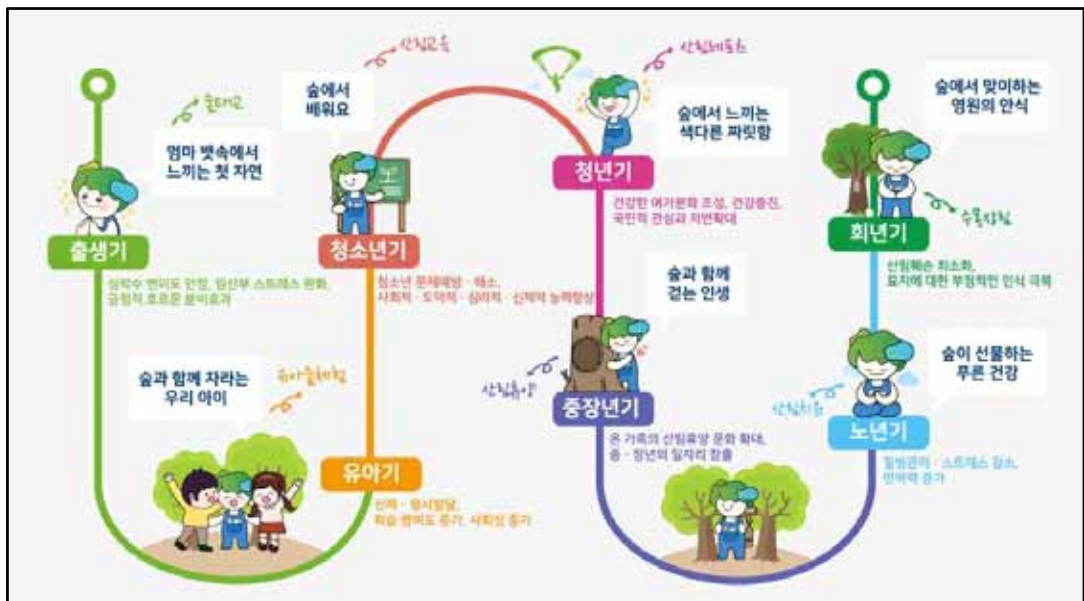 숲태교
엄마 뱃속에서
느끼는 첫 자연
출생기
심박수 변이도 안정, 임산부 스트레스 완화,
긍정적 호르몬 분비효과
숲과 함께 자라는
우리 아이
유아숲체험
유아기
신체 · 정서발달,
학습 참여도 증가, 사회성 증가
산림교육
숲에서
배워요
청소년기
청소년 문제예방 · 해소,
사회적 · 도덕적 · 심리적 · 신체적 능력향상
산림레포츠
숲에서 느끼는
색다른 짜릿함
청년기
건강한 여가문화 조성, 건강증진,
국민적 관심과 저변확대
숲과 함께
걷는 인생
산림휴양
중장년기
온 가족의 산림휴양 문화 확대,
중 · 장년의 일자리 창출
숲이 선물하는
푸른 건강
산림치유
노년기
질병관리 · 스트레스 감소,
면역력 증가
숲에서 맞이하는
영원의 안식
수목장림
회년기
산림훼손 최소화,
묘지에 대한 부정적인 인식 극복